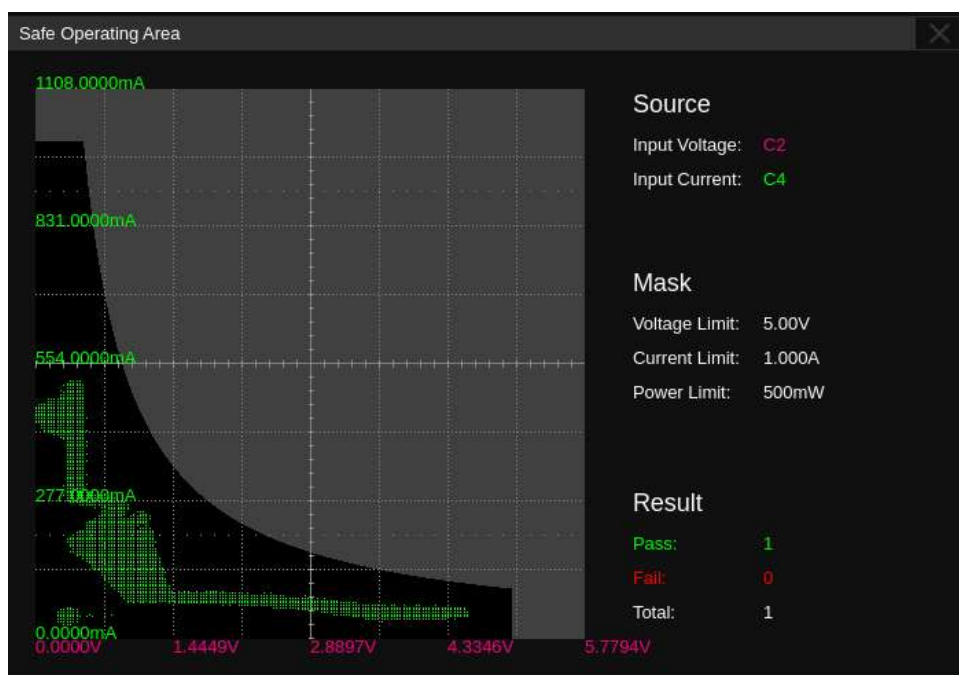 Safe Operating Area
1108.0000mA
831.0000mA
554.0000mA
277.0000mA
0.0000mA
0.0000V 1.4449V 2.8897V 4.3346V 5.7794V
Source
Input Voltage: C2
Input Current: C4
Mask
Voltage Limit: 5.00V
Current Limit: 1.000A
Power Limit: 500mW
Result
Pass: 1
Fail: 0
Total: 1